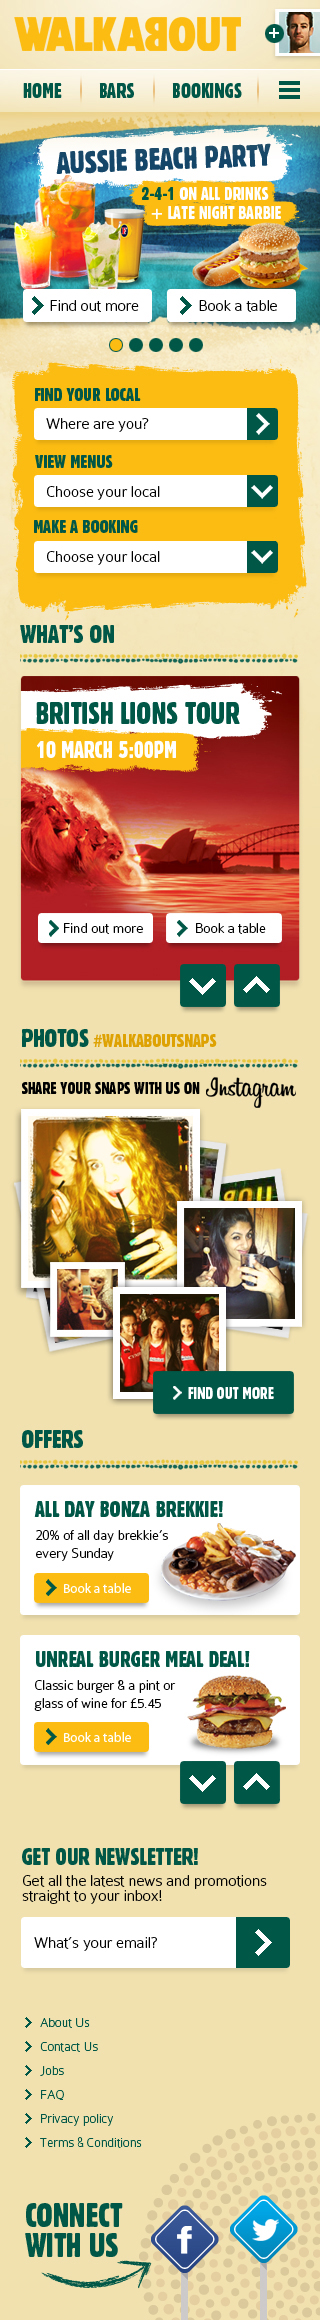 WALKABOUT
HOME
BARS
BOOKINGS
AUSSIE BEACH PARTY
2-4-1 ON ALL DRINKS
+ LATE NIGHT BARBIE
Find out more
Book a table
FIND YOUR LOCAL
Where are you?
VIEW MENUS
Choose your local
MAKE A BOOKING
Choose your local
WHAT'S ON
BRITISH LIONS TOUR
10 MARCH 5:00PM
Find out more
Book a table
PHOTOS #WALKABOUTSNAPS
SHARE YOUR SNAPS WITH US ON Instagram
FIND OUT MORE
OFFERS
ALL DAY BONZA BREKKIE!
20% of all day brekkie's
every Sunday
Book a table
UNREAL BURGER MEAL DEAL!
Classic burger & a pint or
glass of wine for £5.45
Book a table
GET OUR NEWSLETTER!
Get all the latest news and promotions
straight to your inbox!
What's your email?
About Us
Contact Us
Jobs
FAQ
Privacy policy
Terms & Conditions
CONNECT
WITH US